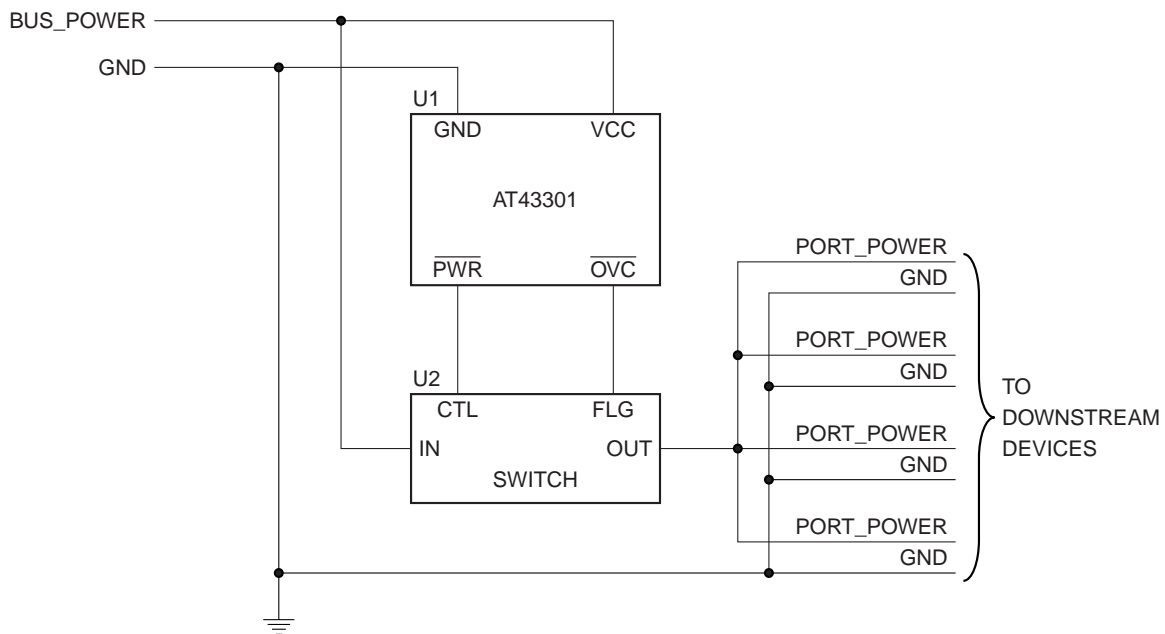 BUS_POWER
GND
U1
GND VCC
AT43301
PWR OVC
U2
CTL FLG
IN OUT
SWITCH
PORT_POWER
GND
PORT_POWER
GND
PORT_POWER
GND
PORT_POWER
GND
TO
DOWNSTREAM
DEVICES